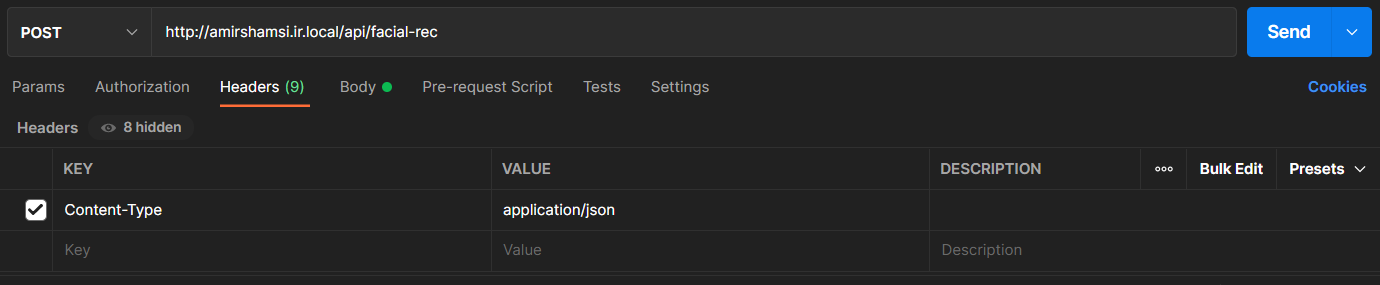 POST http://amirshamsi.ir.local/api/facial-rec Send
Params Authorization Headers (9) Body Pre-request Script Tests Settings Cookies
Headers 8 hidden
KEY VALUE DESCRIPTION Bulk Edit Presets
Content-Type application/json
Key Value Description